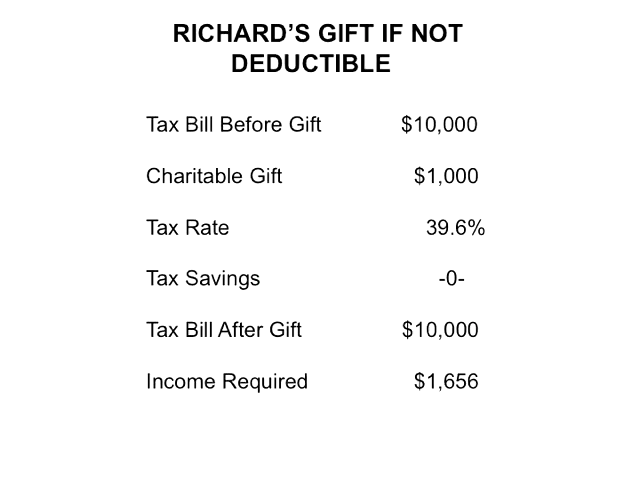 RICHARD’S GIFT IF NOT
DEDUCTIBLE
Tax Bill Before Gift $10,000
Charitable Gift $1,000
Tax Rate 39.6%
Tax Savings -0-
Tax Bill After Gift $10,000
Income Required $1,656